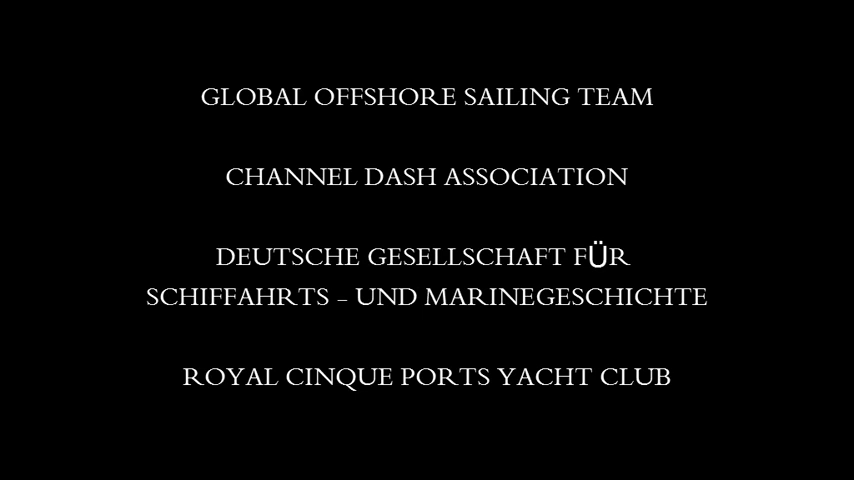 GLOBAL OFFSHORE SAILING TEAM
CHANNEL DASH ASSOCIATION
DEUTSCHE GESELLSCHAFT FÜR
SCHIFFAHRTS – UND MARINEGESCHICHTE
ROYAL CINQUE PORTS YACHT CLUB